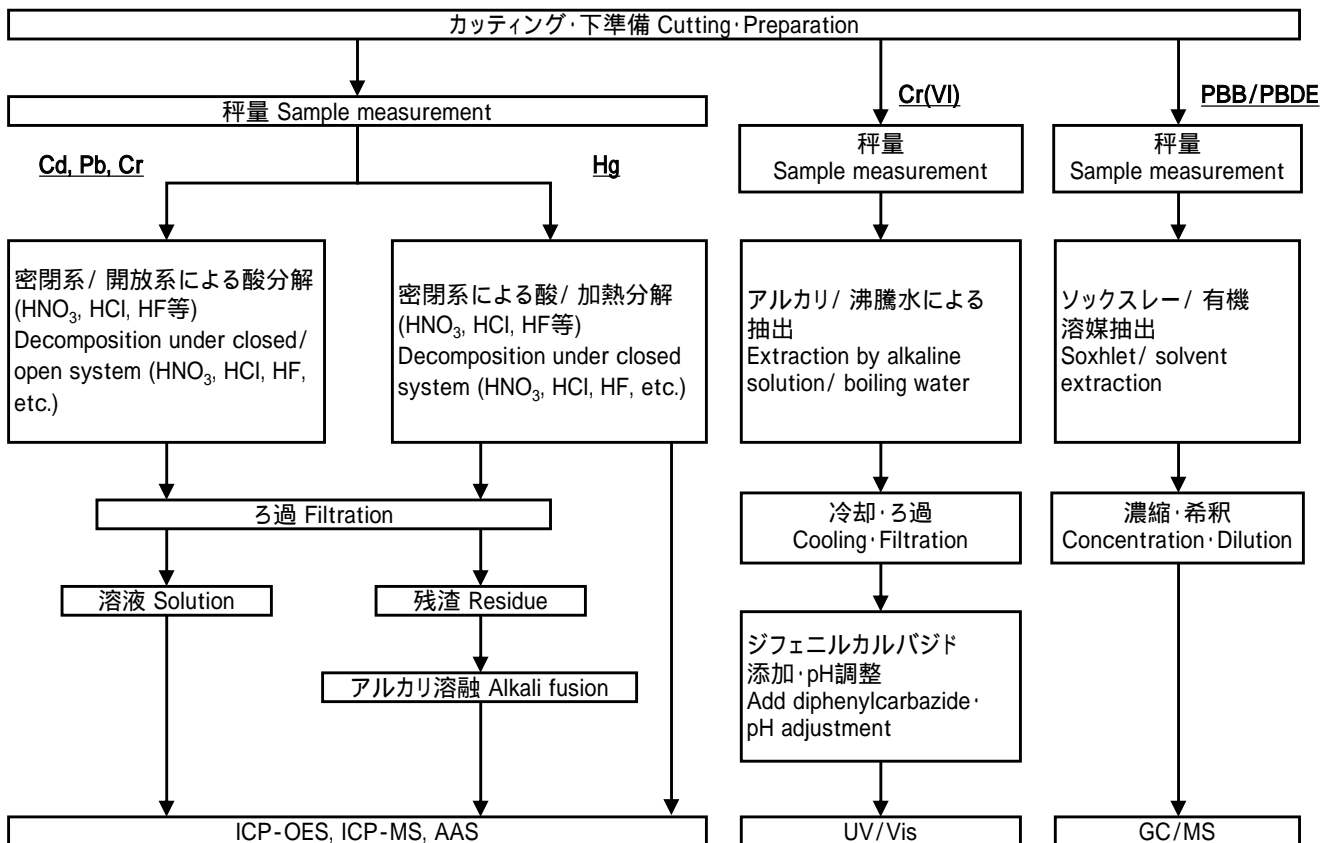 カッティング･下準備 Cutting･Preparation
秤量 Sample measurement
Cd, Pb, Cr
Hg
密閉系/ 開放系による酸分解
(HNO₃, HCl, HF等)
Decomposition under closed/
open system (HNO₃, HCl, HF,
etc.)
密閉系による酸/ 加熱分解
(HNO₃, HCl, HF等)
Decomposition under closed
system (HNO₃, HCl, HF, etc.)
ろ過 Filtration
溶液 Solution
残渣 Residue
アルカリ溶融 Alkali fusion
ICP-OES, ICP-MS, AAS
Cr(VI)
秤量
Sample measurement
アルカリ/ 沸騰水による
抽出
Extraction by alkaline
solution/ boiling water
冷却･ろ過
Cooling･Filtration
ジフェニルカルバジド
添加･pH調整
Add diphenylcarbazide･
pH adjustment
UV/Vis
PBB/PBDE
秤量
Sample measurement
ソックスレー/ 有機
溶媒抽出
Soxhlet/ solvent
extraction
濃縮･希釈
Concentration･Dilution
GC/MS